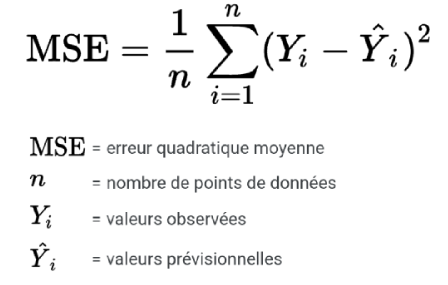 MSE = 1/n ∑_{i=1}^{n} (Y_i − Ŷ_i)²
MSE = erreur quadratique moyenne
n = nombre de points de données
Y_i = valeurs observées
Ŷ_i = valeurs prévisionnelles